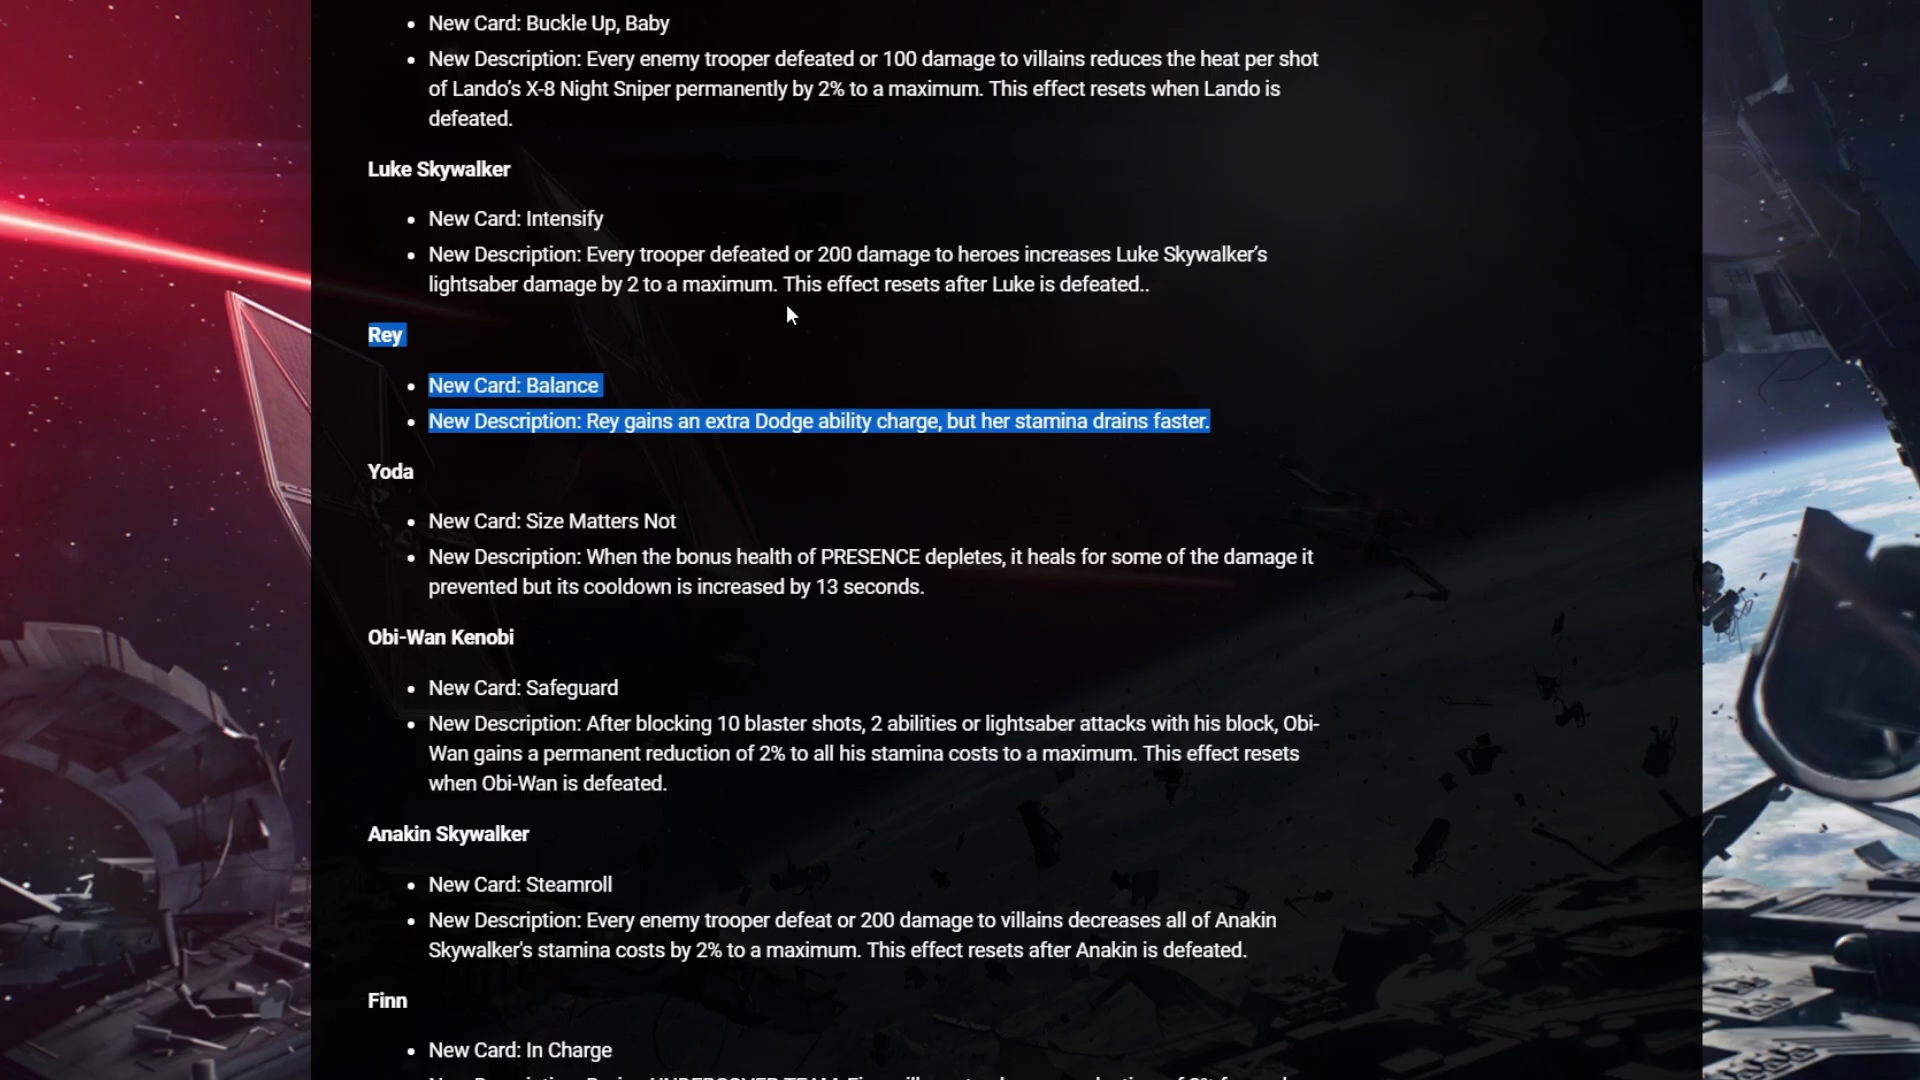 New Card: Buckle Up, Baby
New Description: Every enemy trooper defeated or 100 damage to villains reduces the heat per shot
of Lando’s X-8 Night Sniper permanently by 2% to a maximum. This effect resets when Lando is
defeated.
Luke Skywalker
New Card: Intensify
New Description: Every trooper defeated or 200 damage to heroes increases Luke Skywalker’s
lightsaber damage by 2 to a maximum. This effect resets after Luke is defeated..
Rey
New Card: Balance
New Description: Rey gains an extra Dodge ability charge, but her stamina drains faster.
Yoda
New Card: Size Matters Not
New Description: When the bonus health of PRESENCE depletes, it heals for some of the damage it
prevented but its cooldown is increased by 13 seconds.
Obi-Wan Kenobi
New Card: Safeguard
New Description: After blocking 10 blaster shots, 2 abilities or lightsaber attacks with his block, Obi-
Wan gains a permanent reduction of 2% to all his stamina costs to a maximum. This effect resets
when Obi-Wan is defeated.
Anakin Skywalker
New Card: Steamroll
New Description: Every enemy trooper defeat or 200 damage to villains decreases all of Anakin
Skywalker's stamina costs by 2% to a maximum. This effect resets after Anakin is defeated.
Finn
New Card: In Charge